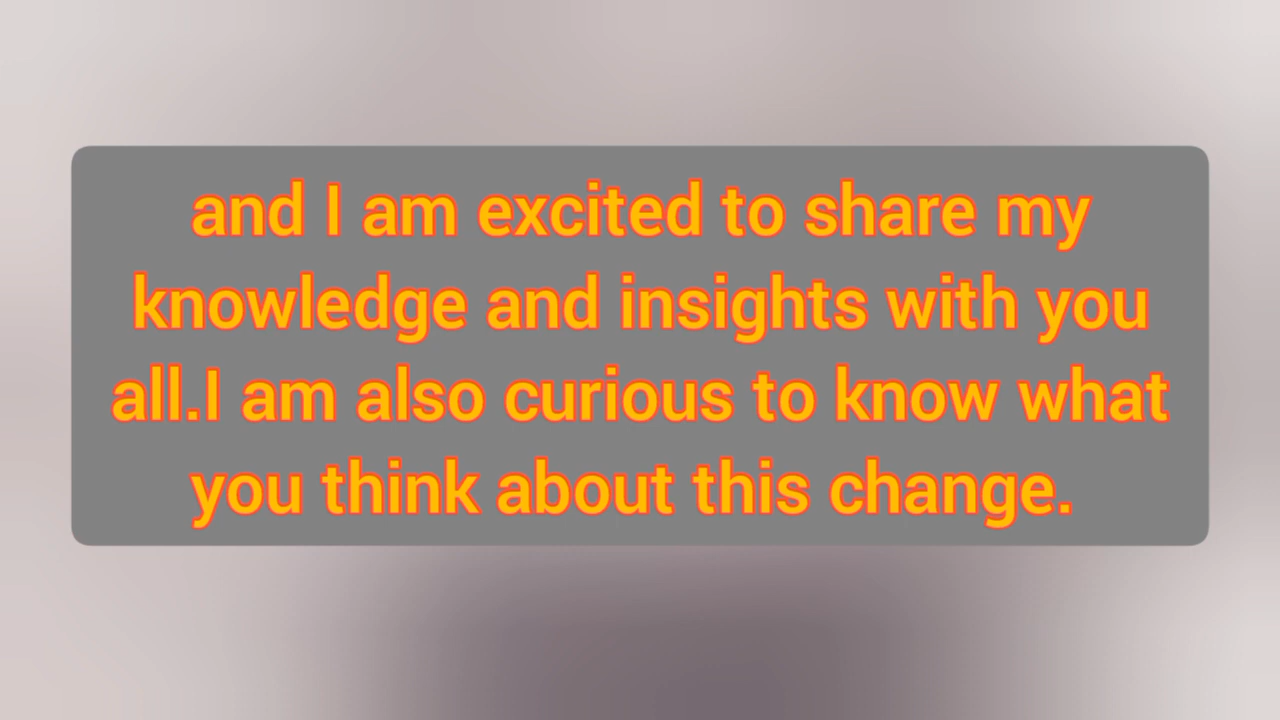 and I am excited to share my
knowledge and insights with you
all.I am also curious to know what
you think about this change.